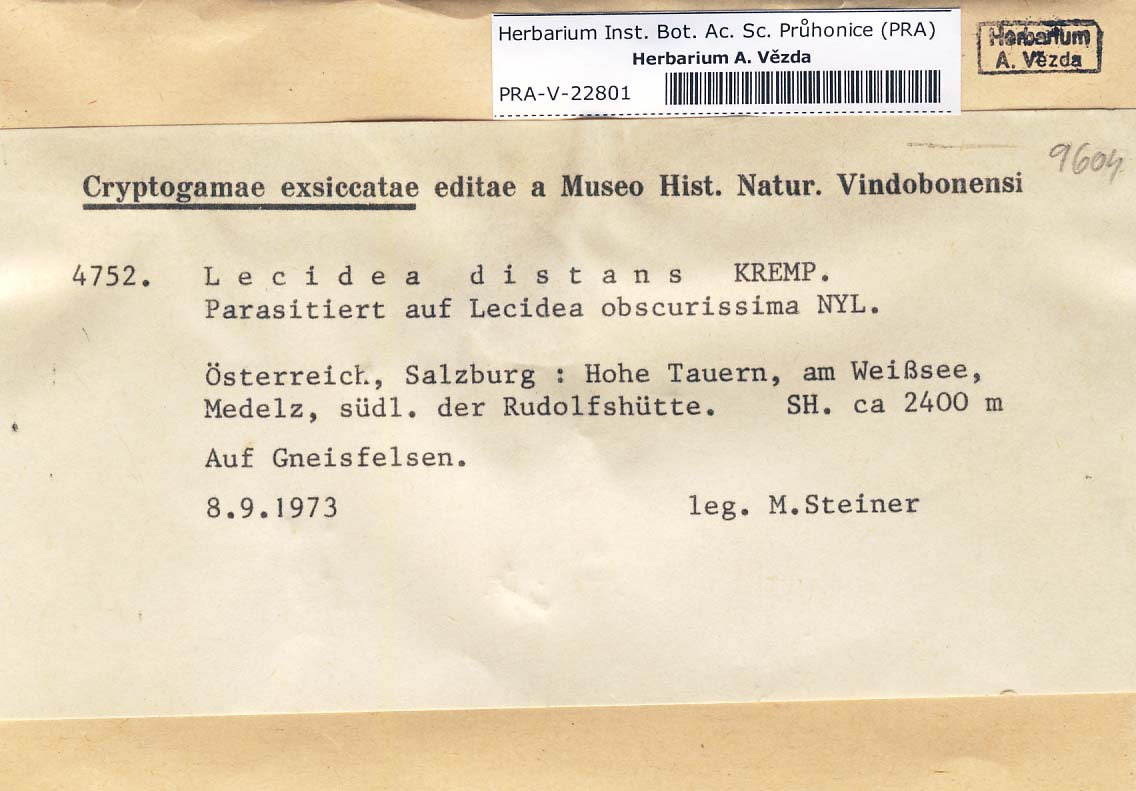 Herbarium Inst. Bot. Ac. Sc. Průhonice (PRA)
Herbarium A. Vězda
PRA-V-22801
Herbarium
A. Vězda
9604
Cryptogamae exsiccatae editae a Museo Hist. Natur. Vindobonensi
4752. Lecidea distans KREMP.
Parasitiert auf Lecidea obscurissima NYL.
Österreich, Salzburg : Hohe Tauern, am Weißsee,
Medelz, südl. der Rudolfshütte. SH. ca 2400 m
Auf Gneisfelsen.
8.9.1973 leg. M.Steiner